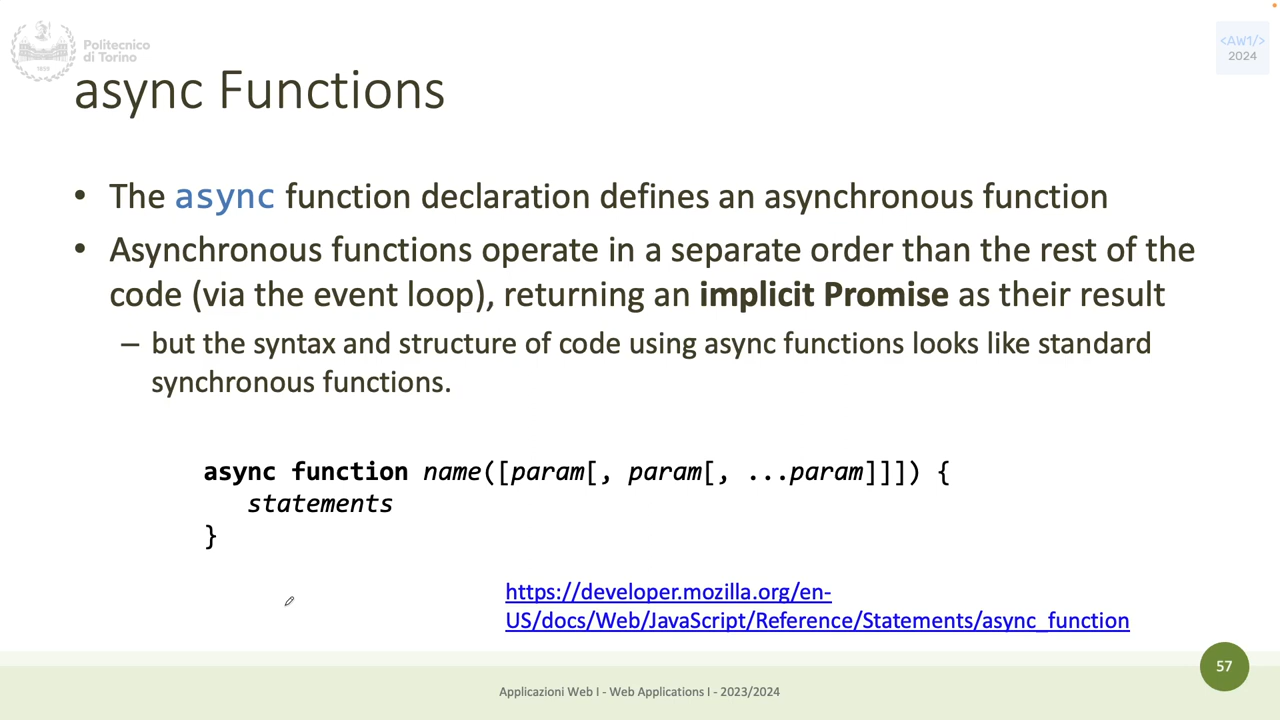 Politecnico
di Torino
1859
<AW1/>
2024
async Functions
• The async function declaration defines an asynchronous function
• Asynchronous functions operate in a separate order than the rest of the
code (via the event loop), returning an implicit Promise as their result
– but the syntax and structure of code using async functions looks like standard
synchronous functions.
async function name([param[, param[, ...param]]]) {
statements
}
https://developer.mozilla.org/en-
US/docs/Web/JavaScript/Reference/Statements/async_function
57
Applicazioni Web I - Web Applications I - 2023/2024